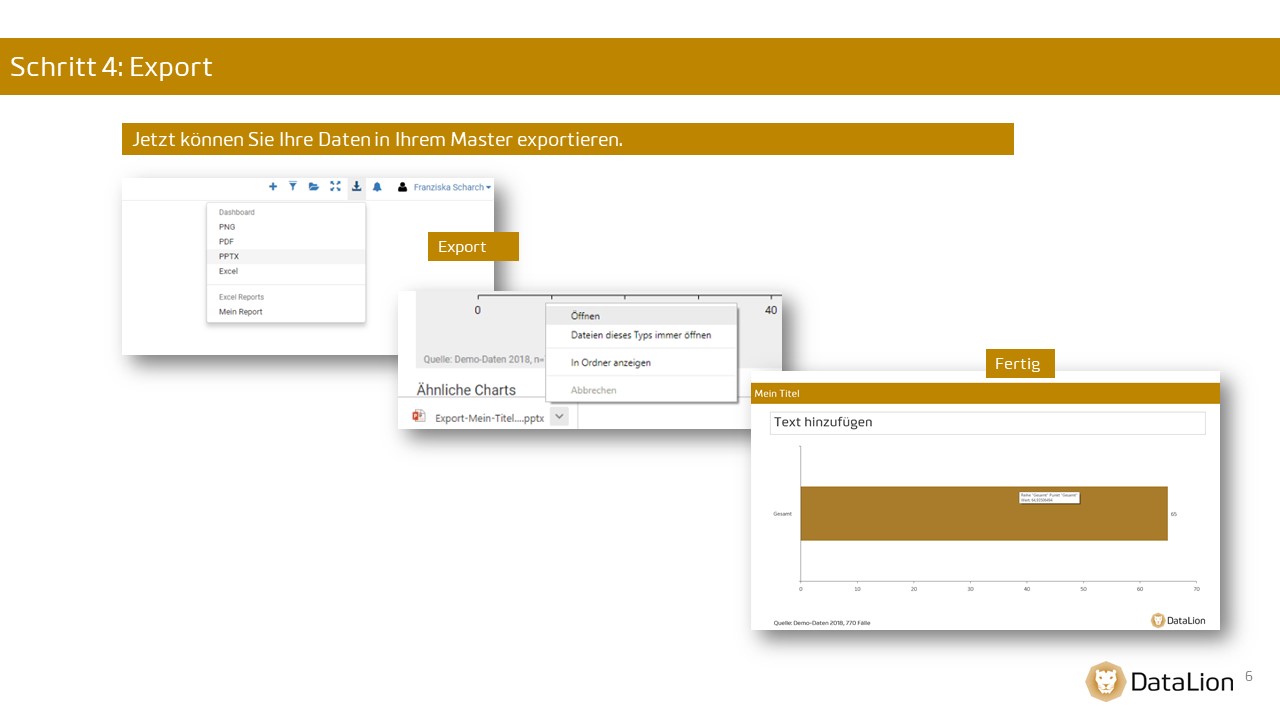 Schritt 4: Export
Jetzt können Sie Ihre Daten in Ihrem Master exportieren.
Franziska Scharch
Dashboard
PNG
PDF
PPTX
Excel
Excel Reports
Mein Report
Export
0
40
Öffnen
Dateien dieses Typs immer öffnen
In Ordner anzeigen
Abbrechen
Quelle: Demo-Daten 2018, n=
Ähnliche Charts
Export-Mein-Titel....pptx
Fertig
Mein Titel
Text hinzufügen
Reihe "Gesamt" Punkt "Gesamt"
Gesamt
65
0 10 20 30 40 50 60 70
Quelle: Demo-Daten 2018, 770 Fälle
DataLion
DataLion
6